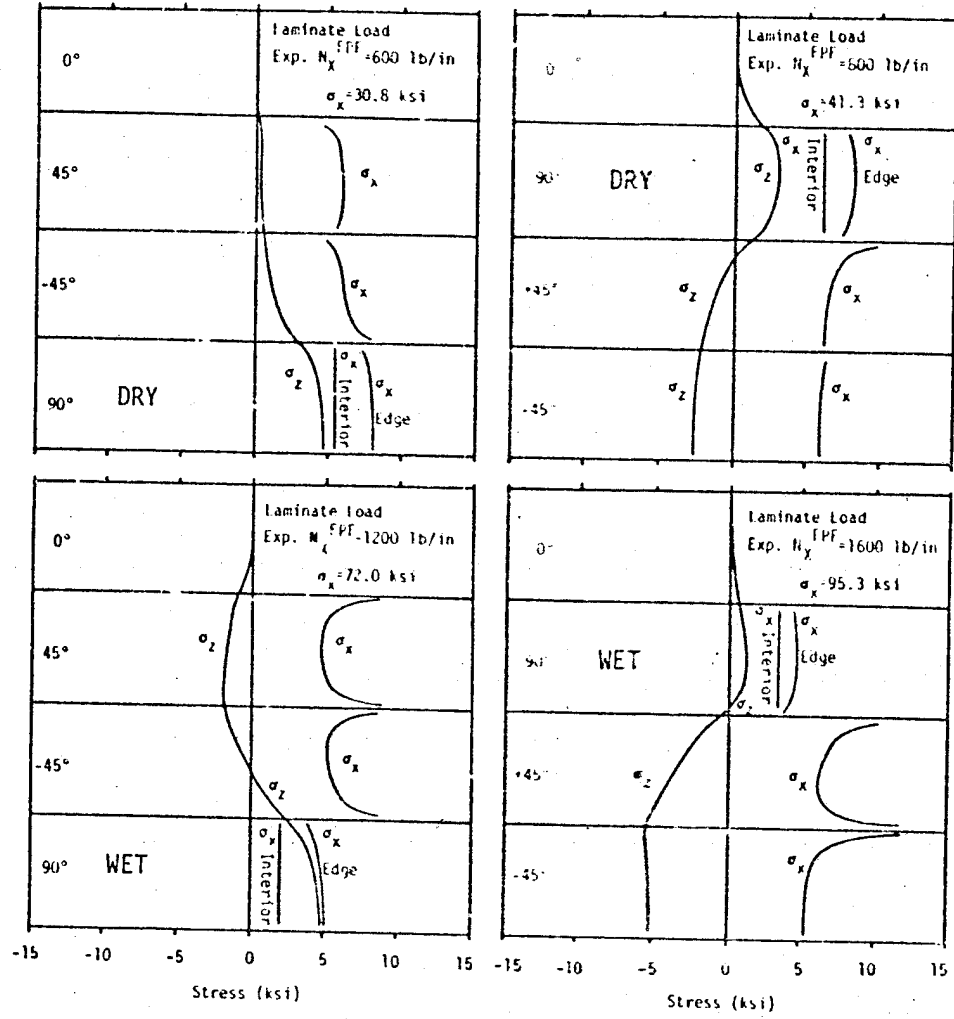 Laminate Load
Exp. N_x^FPF=600 lb/in
σ_x=30.8 ksi
0°
45°
σ_x
-45°
σ_x
90°
DRY
σ_z
σ_x
Interior
σ_x
Edge
Laminate Load
Exp. N_x^FPF=800 lb/in
σ_x=41.3 ksi
0
90°
DRY
σ_z
σ_x
Interior
σ_x
Edge
+45°
σ_z
σ_x
-45°
σ_z
σ_x
Laminate Load
Exp. N_x^FPF-1200 lb/in
σ_x=72.0 ksi
0°
45°
σ_z
σ_x
-45°
σ_x
σ_z
90°
WET
σ_x
Interior
σ_x
Edge
-15
-10
-5
0
5
10
15
Stress (ksi)
Laminate Load
Exp. N_x^FPF=1600 lb/in
σ_x-95.3 ksi
0°
90°
WET
σ_x
Interior
σ_x
Edge
σ_z
+45°
σ_z
σ_x
-45°
σ_x
-15
-10
-5
0
5
10
15
Stress (ksi)